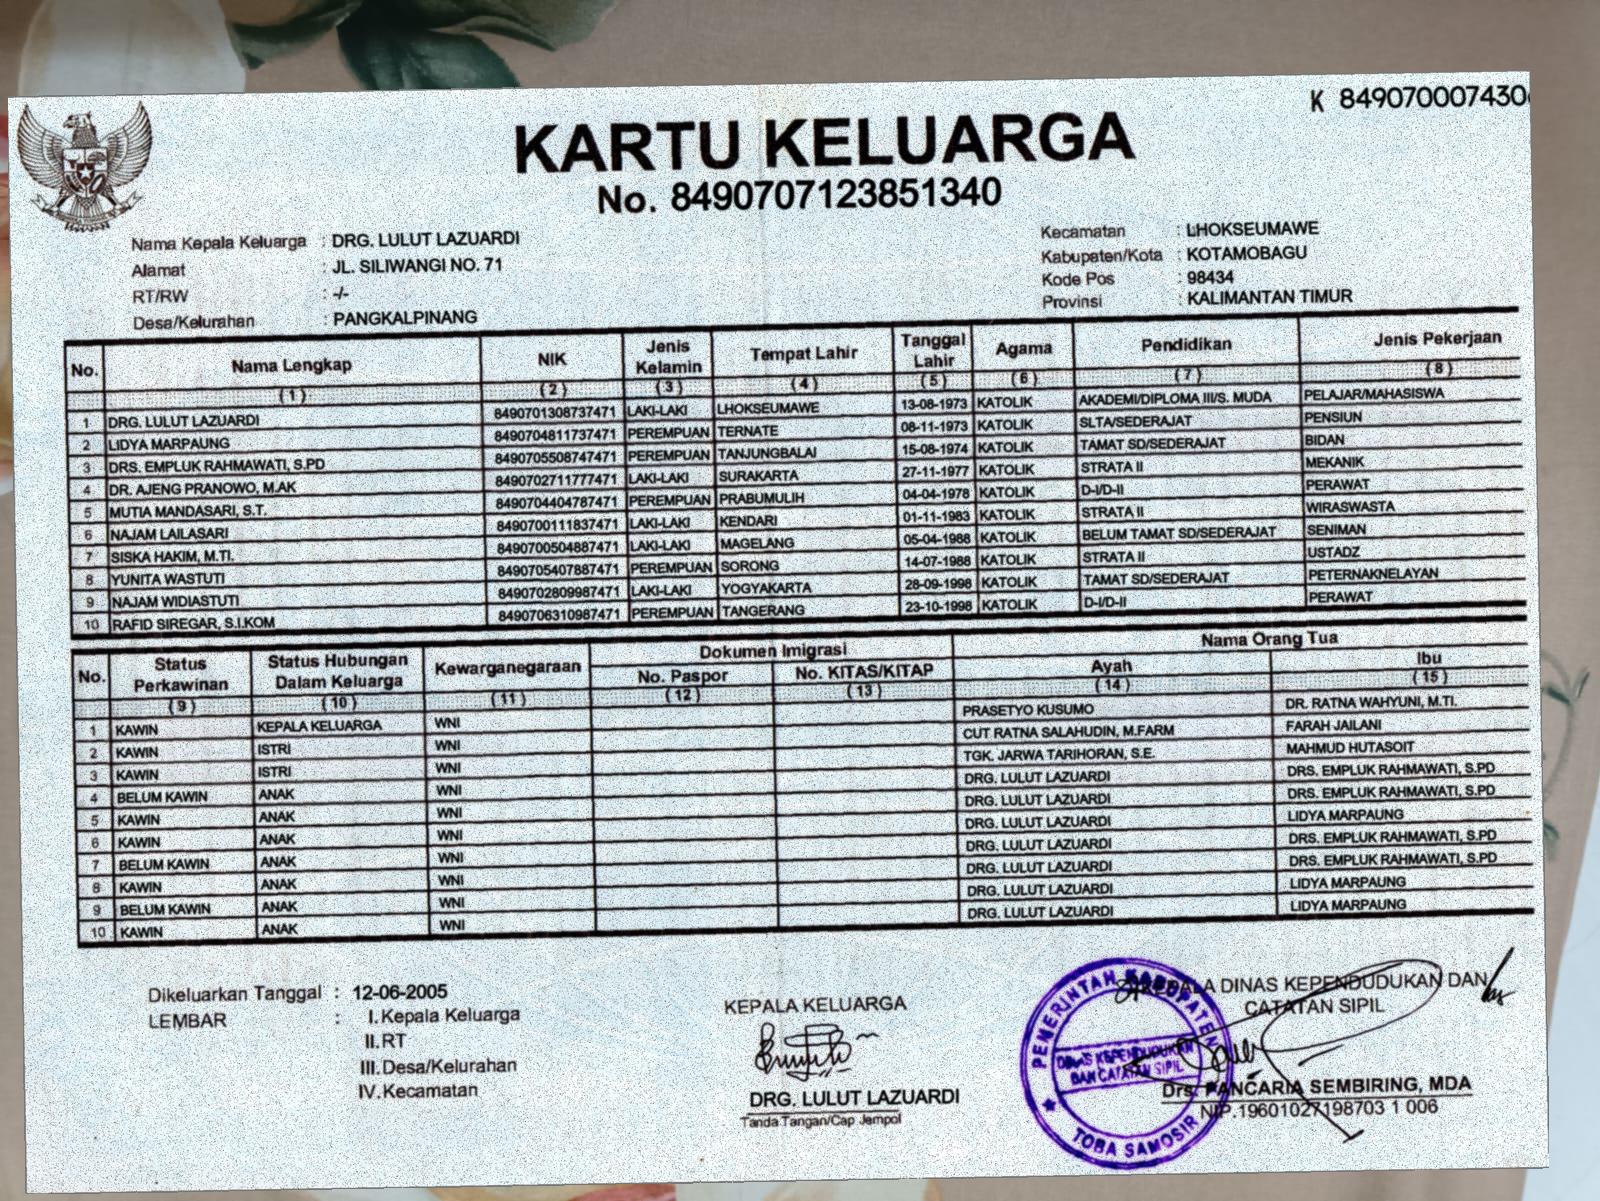 K 849070007430
KARTU KELUARGA
No. 8490707123851340
Nama Kepala Keluarga : DRG. LULUT LAZUARDI
Alamat : JL. SILIWANGI NO. 71
RT/RW : -/-
Desa/Kelurahan : PANGKALPINANG
Kecamatan : LHOKSEUMAWE
Kabupaten/Kota : KOTAMOBAGU
Kode Pos : 98434
Provinsi : KALIMANTAN TIMUR
No. Nama Lengkap NIK Jenis Kelamin Tempat Lahir Tanggal Lahir Agama Pendidikan Jenis Pekerjaan
(1) (2) (3) (4) (5) (6) (7) (8)
1 DRG. LULUT LAZUARDI 8490701308737471 LAKI-LAKI LHOKSEUMAWE 13-08-1973 KATOLIK AKADEMI/DIPLOMA III/S. MUDA PELAJAR/MAHASISWA
2 LIDYA MARPAUNG 8490704811737471 PEREMPUAN TERNATE 08-11-1973 KATOLIK SLTA/SEDERAJAT PENSIUN
3 DRS. EMPLUK RAHMAWATI, S.PD 8490705508747471 PEREMPUAN TANJUNGBALAI 15-08-1974 KATOLIK TAMAT SD/SEDERAJAT BIDAN
4 DR. AJENG PRANOWO, M.AK 8490702711777471 LAKI-LAKI SURAKARTA 27-11-1977 KATOLIK STRATA II MEKANIK
5 MUTIA MANDASARI, S.T. 8490704404787471 PEREMPUAN PRABUMULIH 04-04-1978 KATOLIK D-I/D-II PERAWAT
6 NAJAM LAILASARI 8490700111837471 LAKI-LAKI KENDARI 01-11-1983 KATOLIK STRATA II WIRASWASTA
7 SISKA HAKIM, M.TI. 8490700504887471 LAKI-LAKI MAGELANG 05-04-1988 KATOLIK BELUM TAMAT SD/SEDERAJAT SENIMAN
8 YUNITA WASTUTI 8490705407887471 PEREMPUAN SORONG 14-07-1988 KATOLIK STRATA II USTADZ
9 NAJAM WIDIASTUTI 8490702809987471 LAKI-LAKI YOGYAKARTA 28-09-1998 KATOLIK TAMAT SD/SEDERAJAT PETERNAKNELAYAN
10 RAFID SIREGAR, S.I.KOM 8490706310987471 PEREMPUAN TANGERANG 23-10-1998 KATOLIK D-I/D-II PERAWAT
No. Status Perkawinan Status Hubungan Dalam Keluarga Kewarganegaraan Dokumen Imigrasi Nama Orang Tua
No. Paspor No. KITAS/KITAP Ayah Ibu
(9) (10) (11) (12) (13) (14) (15)
1 KAWIN KEPALA KELUARGA WNI PRASETYO KUSUMO DR. RATNA WAHYUNI, M.TI.
2 KAWIN ISTRI WNI CUT RATNA SALAHUDIN, M.FARM FARAH JAILANI
3 KAWIN ISTRI WNI TGK. JARWA TARIHORAN, S.E. MAHMUD HUTASOIT
4 BELUM KAWIN ANAK WNI DRG. LULUT LAZUARDI DRS. EMPLUK RAHMAWATI, S.PD
5 KAWIN ANAK WNI DRG. LULUT LAZUARDI DRS. EMPLUK RAHMAWATI, S.PD
6 KAWIN ANAK WNI DRG. LULUT LAZUARDI LIDYA MARPAUNG
7 BELUM KAWIN ANAK WNI DRG. LULUT LAZUARDI DRS. EMPLUK RAHMAWATI, S.PD
8 KAWIN ANAK WNI DRG. LULUT LAZUARDI DRS. EMPLUK RAHMAWATI, S.PD
9 BELUM KAWIN ANAK WNI DRG. LULUT LAZUARDI LIDYA MARPAUNG
10 KAWIN ANAK WNI DRG. LULUT LAZUARDI LIDYA MARPAUNG
Dikeluarkan Tanggal : 12-06-2005
LEMBAR : I. Kepala Keluarga
II. RT
III. Desa/Kelurahan
IV. Kecamatan
KEPALA KELUARGA
DRG. LULUT LAZUARDI
Tanda Tangan/Cap Jempol
KEPALA DINAS KEPENDUDUKAN DAN
CATATAN SIPIL
PEMERINTAH KABUPATEN
DINAS KEPENDUDUKAN
DAN CATATAN SIPIL
TOBA SAMOSIR
Drs. PANCARIA SEMBIRING, MDA
NIP.19601027198703 1 006